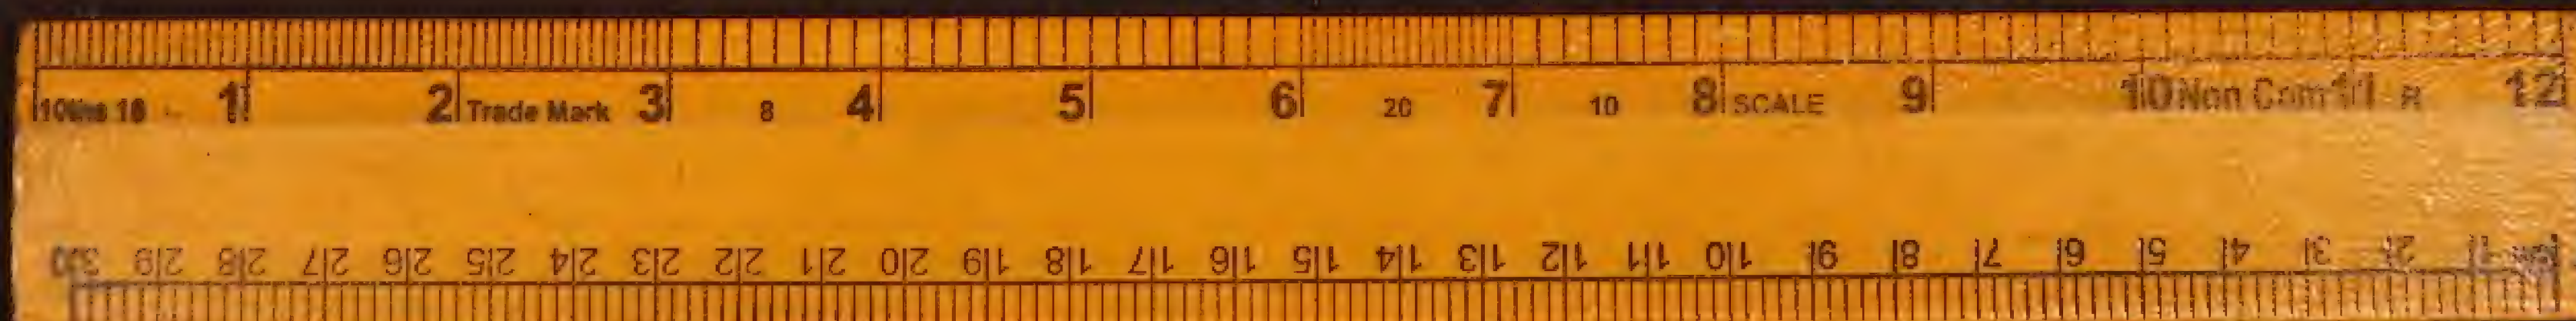 10ths 16 1 2 Trade Mark 3 8 4 5 6 20 7 10 8 SCALE 9 10 Non Com 11 R 12
30 29 28 27 26 25 24 23 22 21 20 19 18 17 16 15 14 13 12 11 10 9 8 7 6 5 4 3 2 1